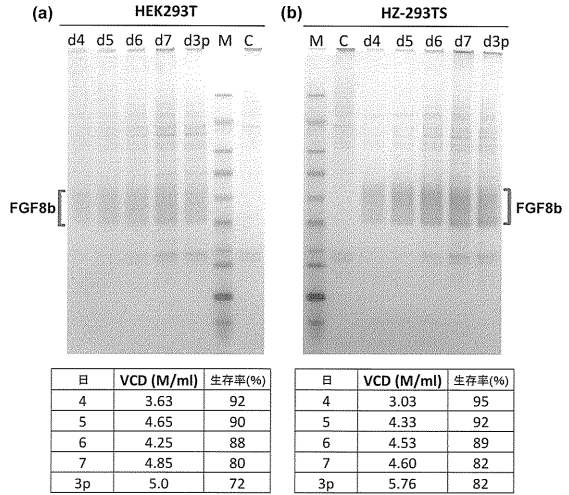 (a) HEK293T
d4 d5 d6 d7 d3p M C
FGF8b
日 VCD (M/ml) 生存率(%)
4 3.63 92
5 4.65 90
6 4.25 88
7 4.85 80
3p 5.0 72
(b) HZ-293TS
M C d4 d5 d6 d7 d3p
FGF8b
日 VCD (M/ml) 生存率(%)
4 3.03 95
5 4.33 92
6 4.53 89
7 4.60 82
3p 5.76 82